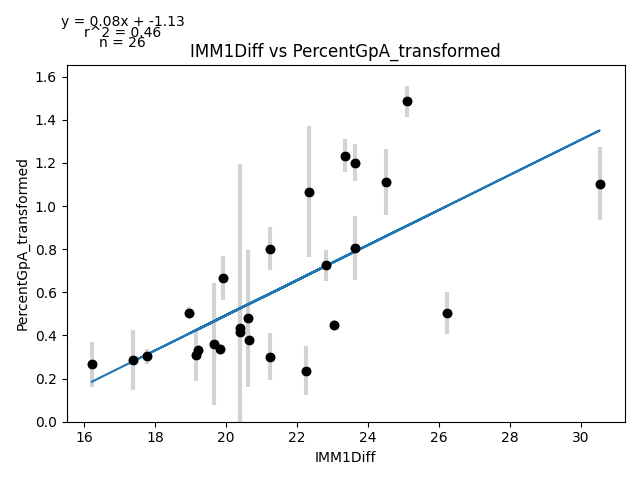 y = 0.08x + -1.13
r^2 = 0.46
n = 26
IMM1Diff vs PercentGpA_transformed
PercentGpA_transformed
1.6
1.4
1.2
1.0
0.8
0.6
0.4
0.2
0.0
16 18 20 22 24 26 28 30
IMM1Diff